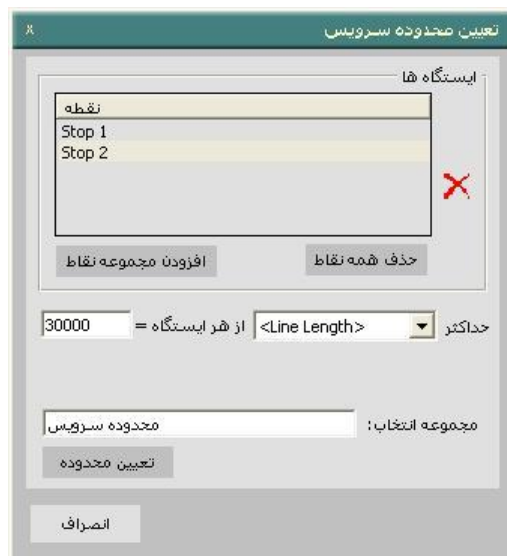 تعیین محدوده سرویس x
ایستگاه ها
نقطه
Stop 1
Stop 2
حذف همه نقاط
افزودن مجموعه نقاط
حداکثر <Line Length> از هر ایستگاه = 30000
مجموعه انتخاب: محدوده سرویس
تعیین محدوده
انصراف